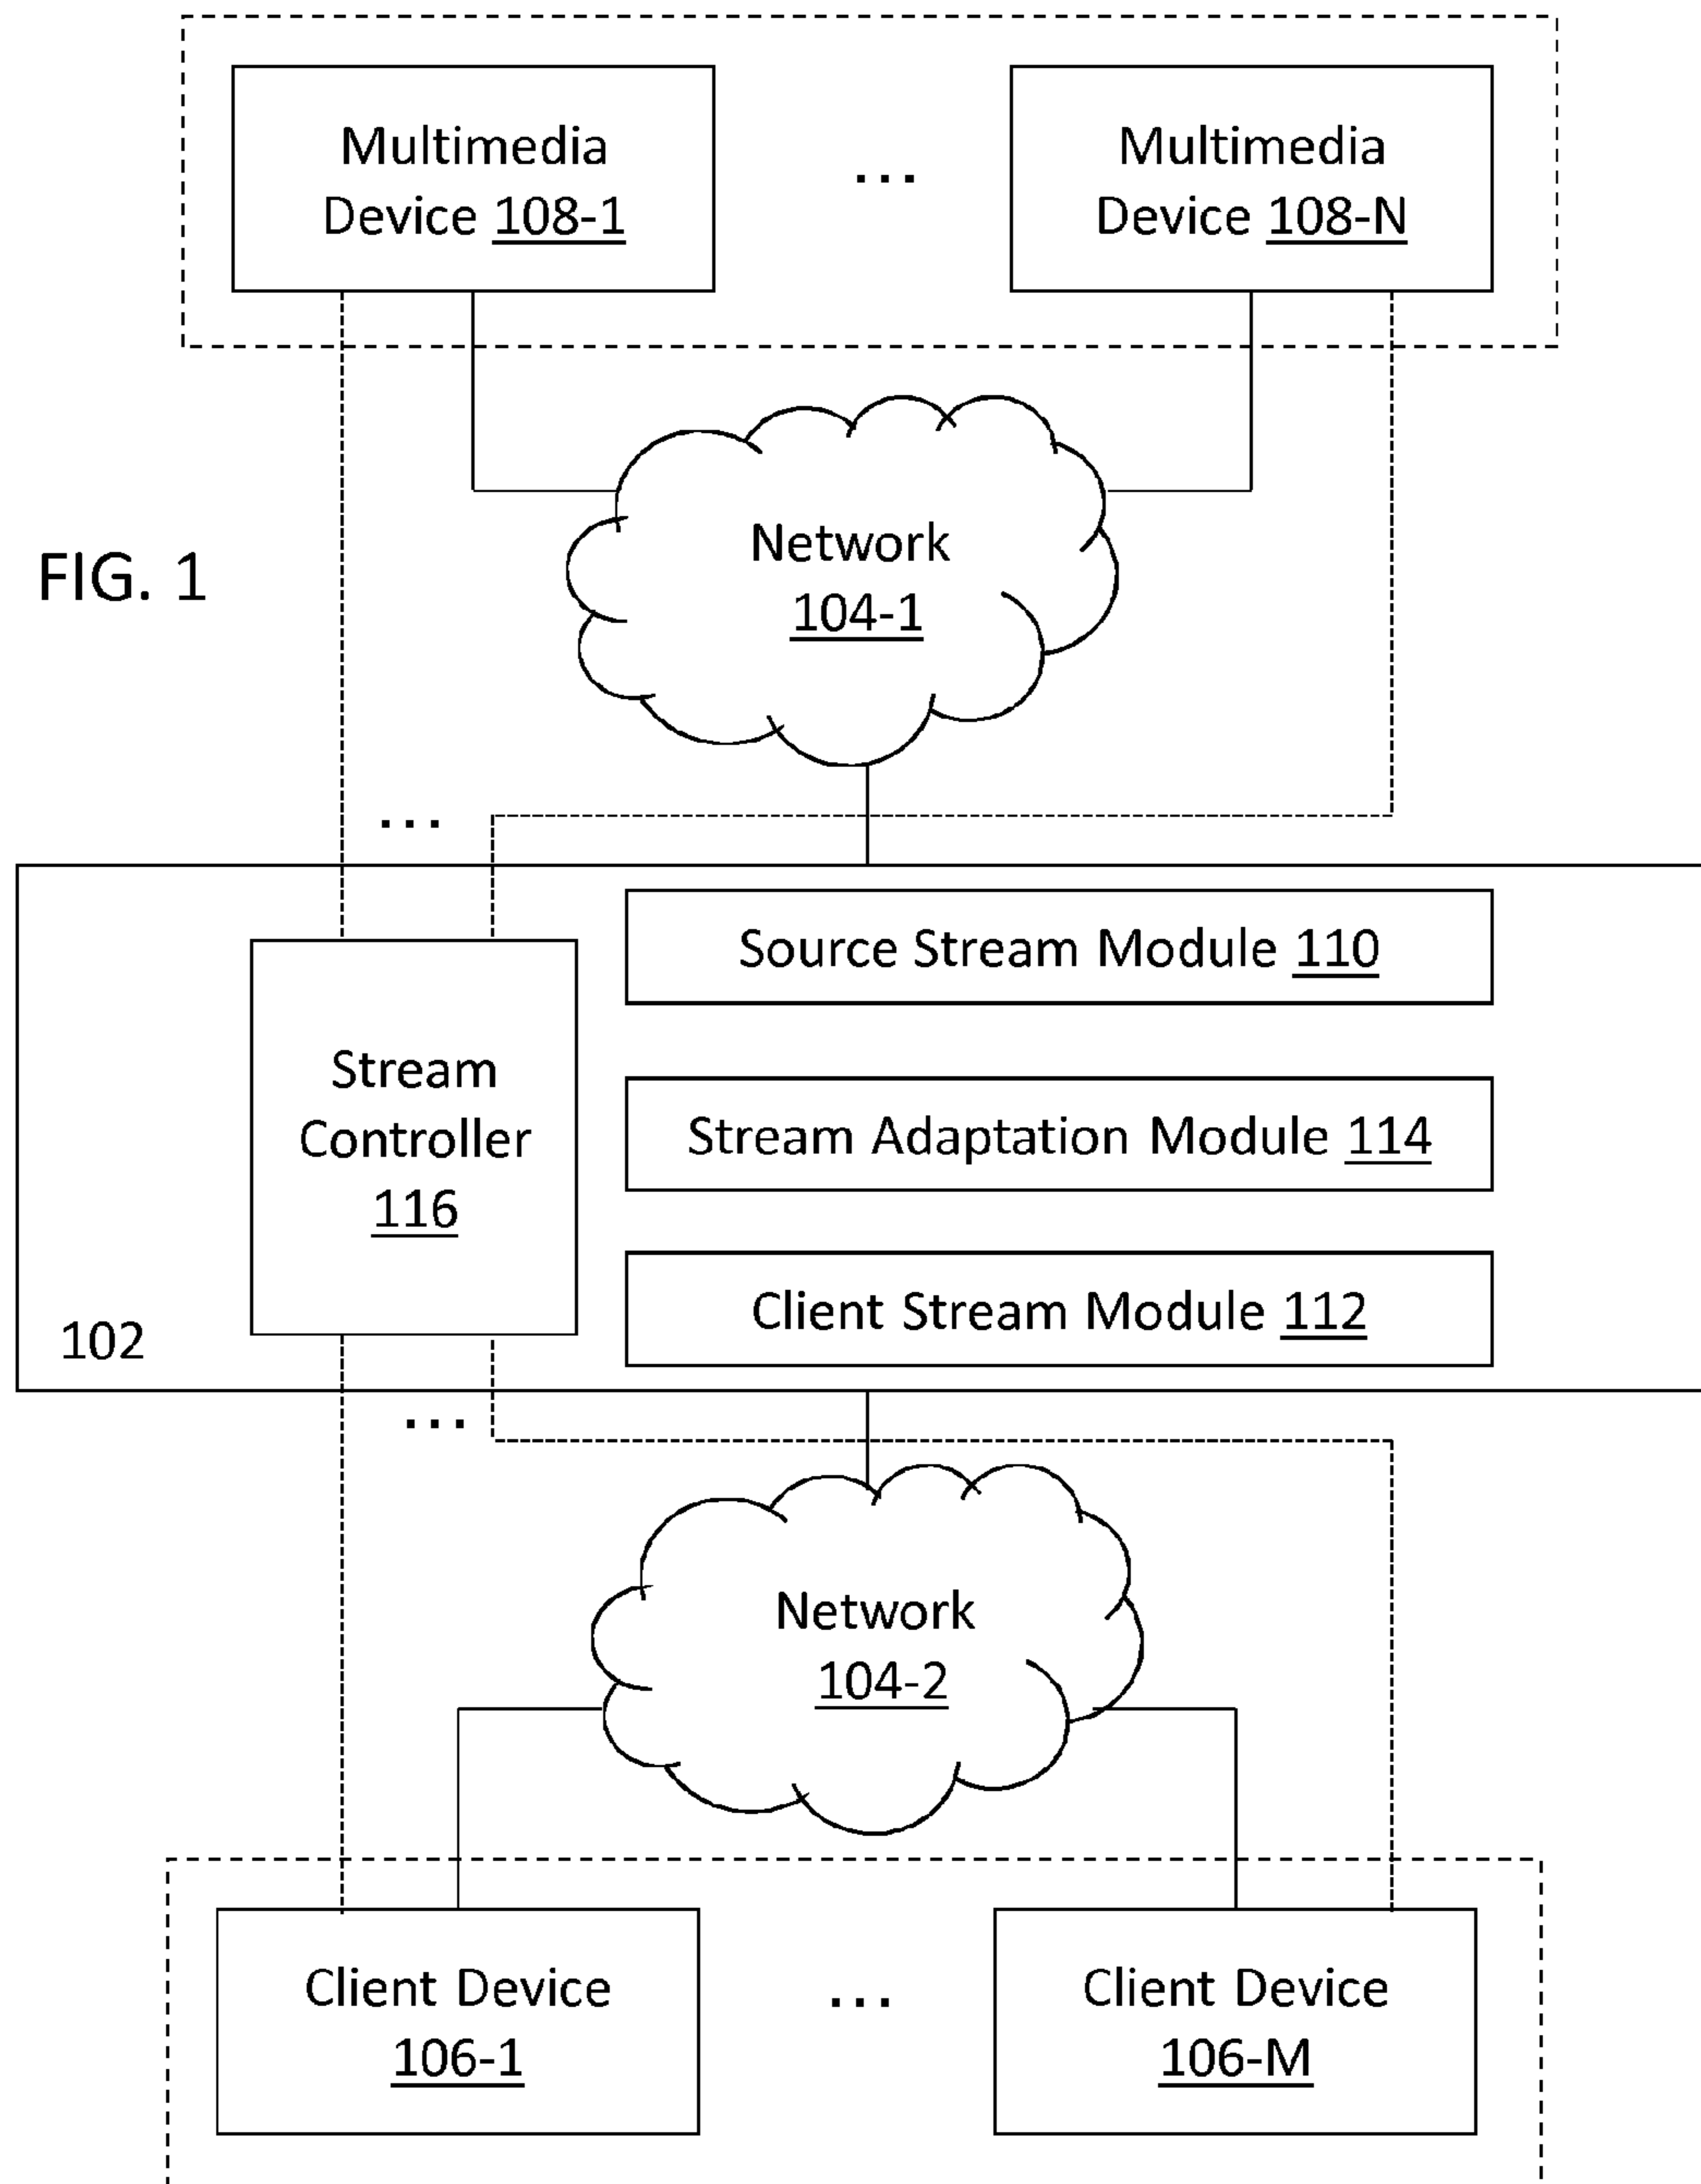 Multimedia
Device 108-1
...
Multimedia
Device 108-N
Network
104-1
FIG. 1
...
Source Stream Module 110
Stream
Controller
116
Stream Adaptation Module 114
Client Stream Module 112
102
...
Network
104-2
Client Device
106-1
...
Client Device
106-M